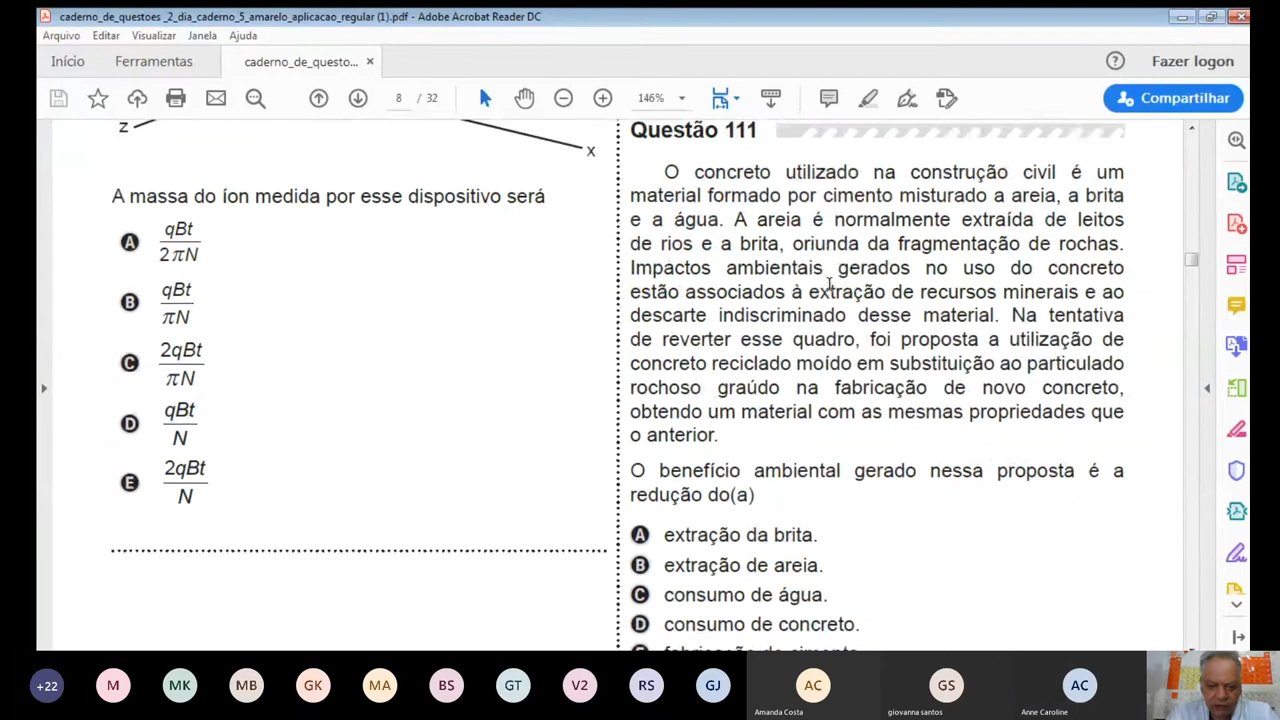 caderno_de_questoes _2_dia_caderno_5_amarelo_aplicacao_regular (1).pdf - Adobe Acrobat Reader DC
Arquivo Editar Visualizar Janela Ajuda
Início Ferramentas caderno_de_questo... × Fazer logon
8 / 32 146% Compartilhar
z
x
A massa do íon medida por esse dispositivo será
A qBt
2πN
B qBt
πN
C 2qBt
πN
D qBt
N
E 2qBt
N
Questão 111
O concreto utilizado na construção civil é um
material formado por cimento misturado a areia, a brita
e a água. A areia é normalmente extraída de leitos
de rios e a brita, oriunda da fragmentação de rochas.
Impactos ambientais gerados no uso do concreto
estão associados à extração de recursos minerais e ao
descarte indiscriminado desse material. Na tentativa
de reverter esse quadro, foi proposta a utilização de
concreto reciclado moído em substituição ao particulado
rochoso graúdo na fabricação de novo concreto,
obtendo um material com as mesmas propriedades que
o anterior.
O benefício ambiental gerado nessa proposta é a
redução do(a)
A extração da brita.
B extração de areia.
C consumo de água.
D consumo de concreto.
+22 M MK MB GK MA BS GT V2 RS GJ AC GS AC
Amanda Costa giovanna santos Anne Caroline